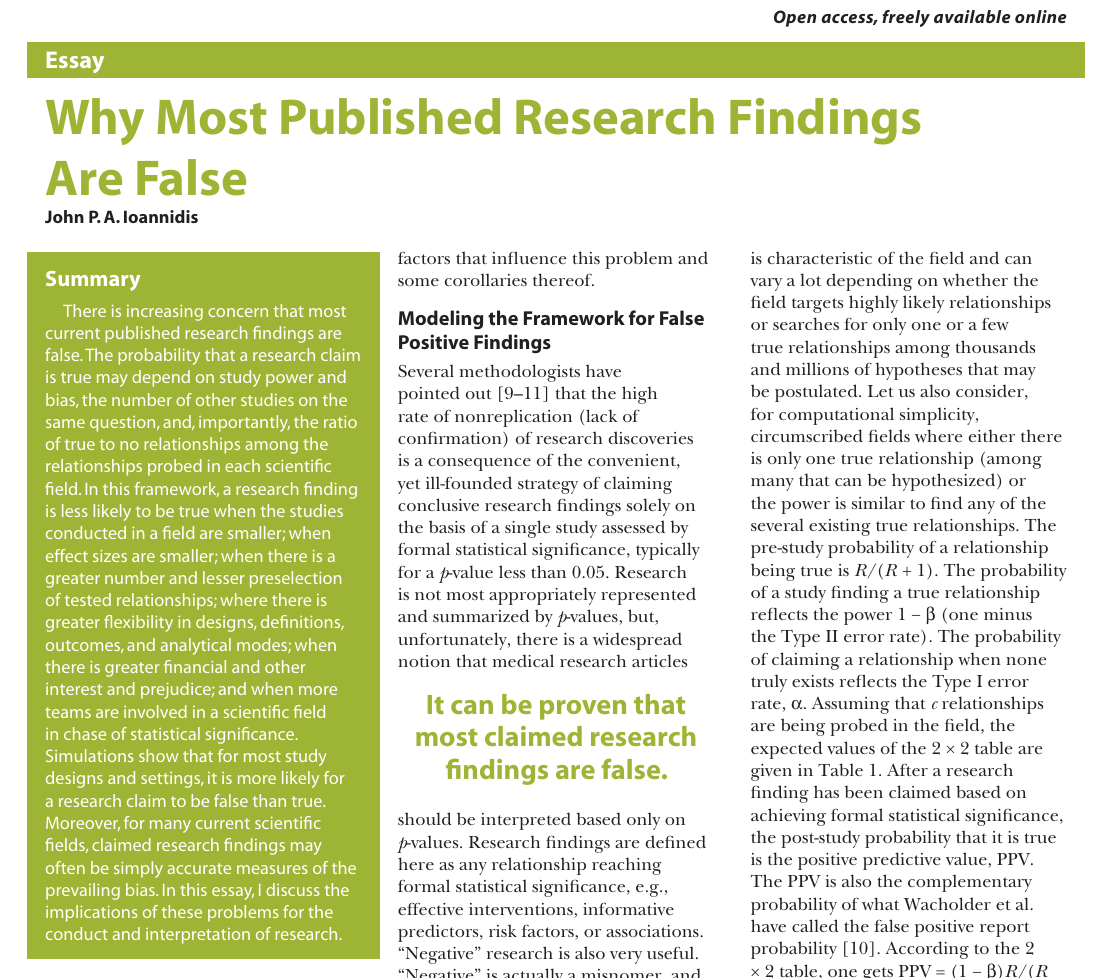 Open access, freely available online
Essay
Why Most Published Research Findings
Are False
John P. A. Ioannidis
Summary
There is increasing concern that most
current published research findings are
false. The probability that a research claim
is true may depend on study power and
bias, the number of other studies on the
same question, and, importantly, the ratio
of true to no relationships among the
relationships probed in each scientific
field. In this framework, a research finding
is less likely to be true when the studies
conducted in a field are smaller; when
effect sizes are smaller; when there is a
greater number and lesser preselection
of tested relationships; where there is
greater flexibility in designs, definitions,
outcomes, and analytical modes; when
there is greater financial and other
interest and prejudice; and when more
teams are involved in a scientific field
in chase of statistical significance.
Simulations show that for most study
designs and settings, it is more likely for
a research claim to be false than true.
Moreover, for many current scientific
fields, claimed research findings may
often be simply accurate measures of the
prevailing bias. In this essay, I discuss the
implications of these problems for the
conduct and interpretation of research.
factors that influence this problem and
some corollaries thereof.
Modeling the Framework for False
Positive Findings
Several methodologists have
pointed out [9–11] that the high
rate of nonreplication (lack of
confirmation) of research discoveries
is a consequence of the convenient,
yet ill-founded strategy of claiming
conclusive research findings solely on
the basis of a single study assessed by
formal statistical significance, typically
for a p-value less than 0.05. Research
is not most appropriately represented
and summarized by p-values, but,
unfortunately, there is a widespread
notion that medical research articles
It can be proven that
most claimed research
findings are false.
should be interpreted based only on
p-values. Research findings are defined
here as any relationship reaching
formal statistical significance, e.g.,
effective interventions, informative
predictors, risk factors, or associations.
“Negative” research is also very useful.
“Negative” is actually a misnomer, and
is characteristic of the field and can
vary a lot depending on whether the
field targets highly likely relationships
or searches for only one or a few
true relationships among thousands
and millions of hypotheses that may
be postulated. Let us also consider,
for computational simplicity,
circumscribed fields where either there
is only one true relationship (among
many that can be hypothesized) or
the power is similar to find any of the
several existing true relationships. The
pre-study probability of a relationship
being true is R/(R + 1). The probability
of a study finding a true relationship
reflects the power 1 − β (one minus
the Type II error rate). The probability
of claiming a relationship when none
truly exists reflects the Type I error
rate, α. Assuming that c relationships
are being probed in the field, the
expected values of the 2 × 2 table are
given in Table 1. After a research
finding has been claimed based on
achieving formal statistical significance,
the post-study probability that it is true
is the positive predictive value, PPV.
The PPV is also the complementary
probability of what Wacholder et al.
have called the false positive report
probability [10]. According to the 2
× 2 table, one gets PPV = (1 − β)R/(R